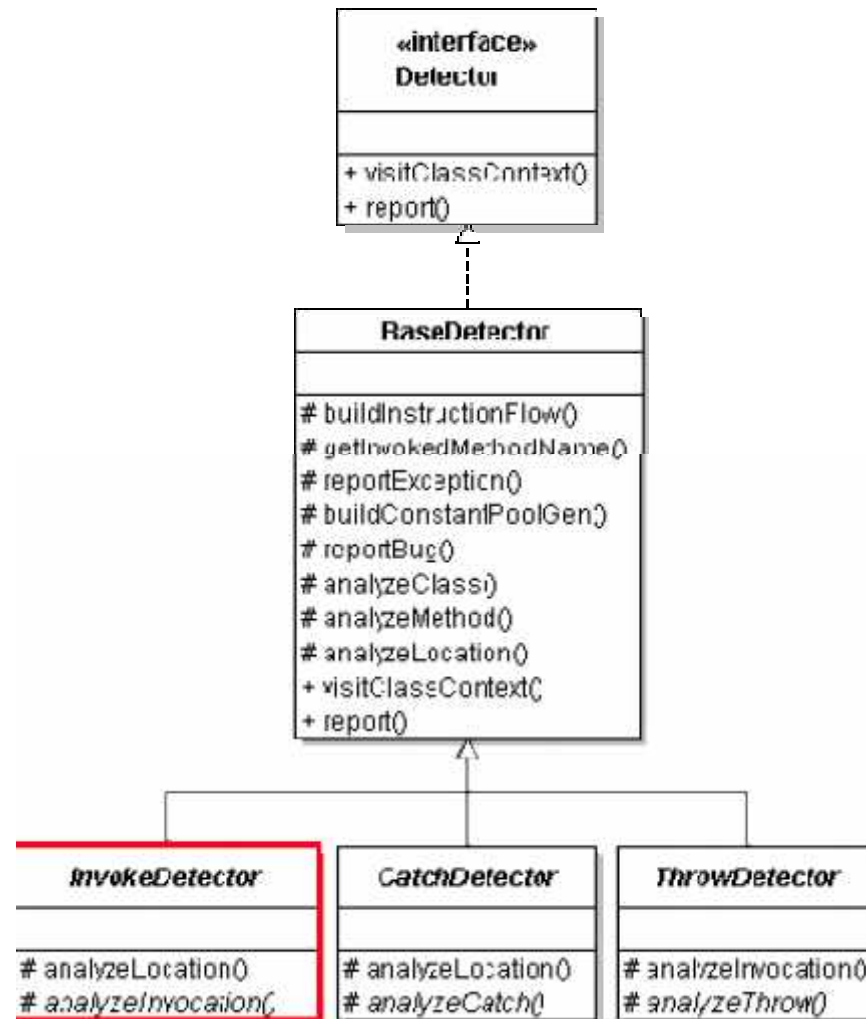 «interface»
Detector
+ visitClassContext()
+ report()
BaseDetector
# buildInstructionFlow()
# getInvokedMethodName()
# reportException()
# buildConstantPoolGen()
# reportBug()
# analyzeClass()
# analyzeMethod()
# analyzeLocation()
+ visitClassContext()
+ report()
InvokeDetector
# analyzeLocation()
# analyzeInvocation()
CatchDetector
# analyzeLocation()
# analyzeCatch()
ThrowDetector
# analyzeInvocation()
# analyzeThrow()